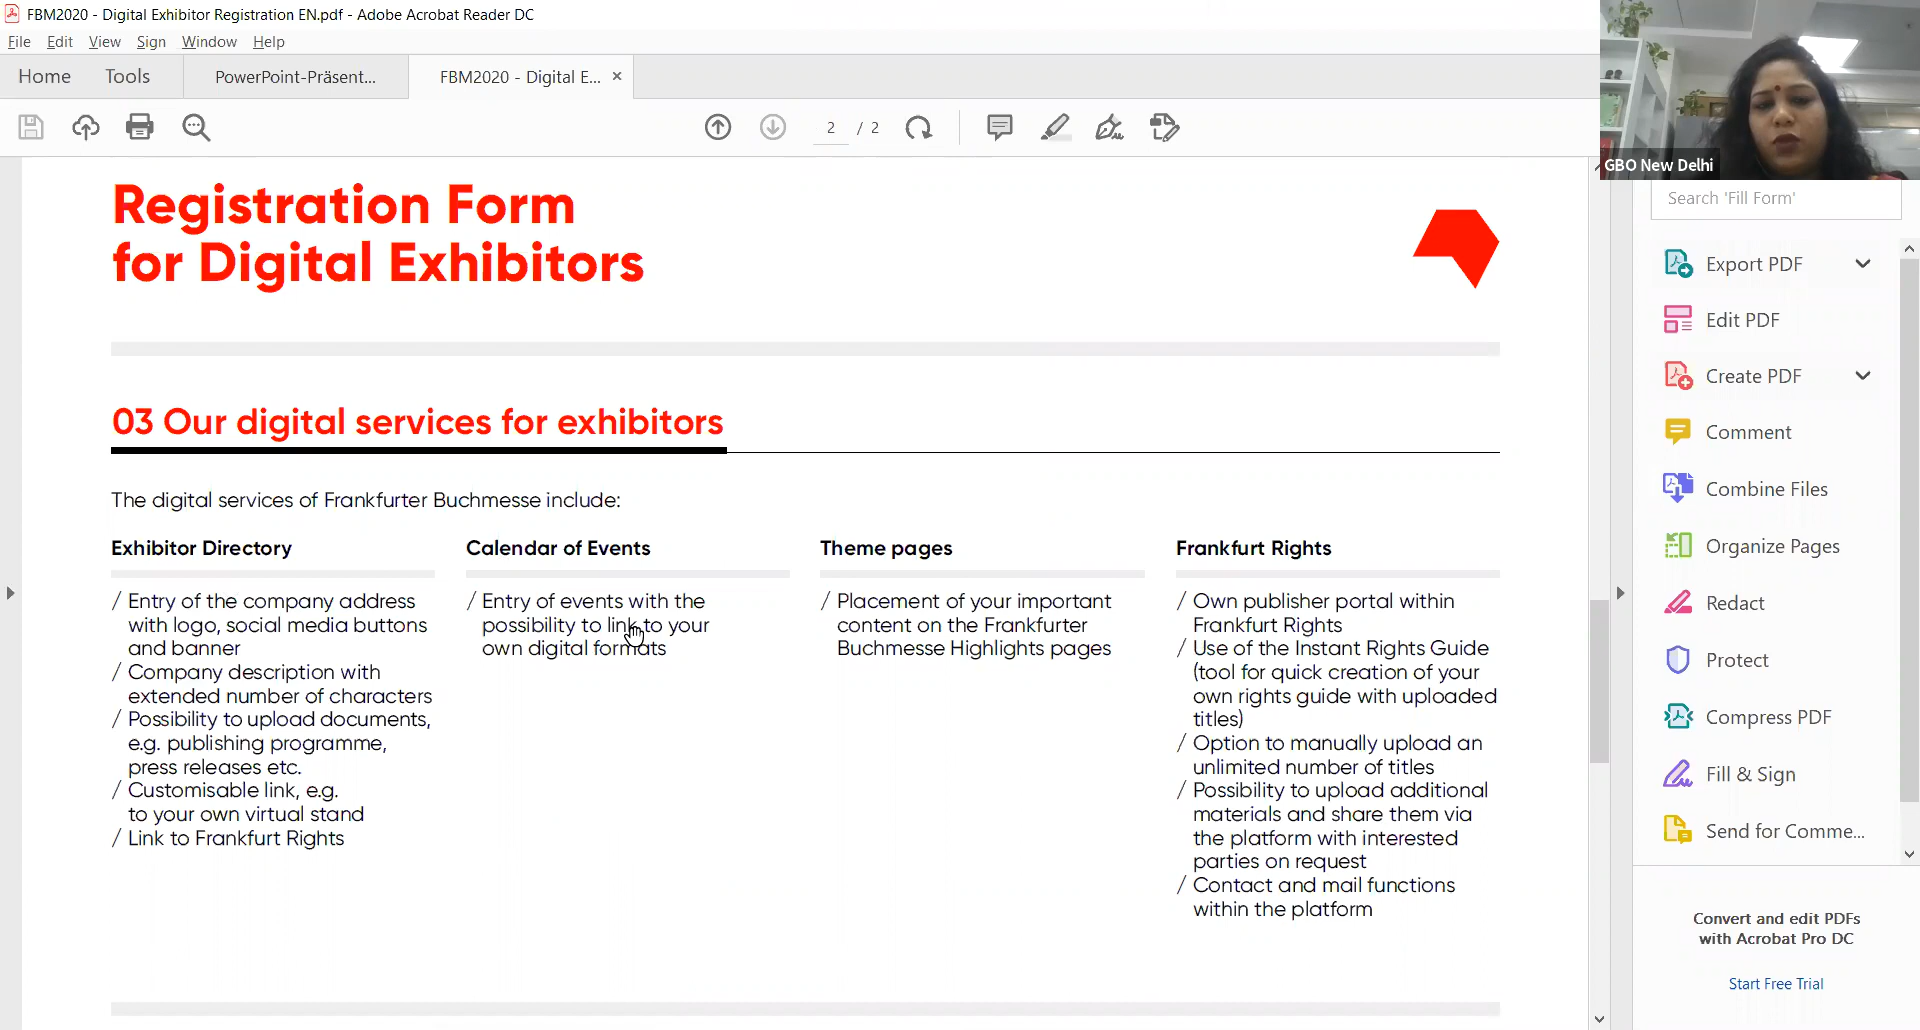 FBM2020 - Digital Exhibitor Registration EN.pdf - Adobe Acrobat Reader DC
File Edit View Sign Window Help
Home Tools PowerPoint-Präsent... FBM2020 - Digital E... ×
2 / 2
GBO New Delhi
Registration Form
for Digital Exhibitors
03 Our digital services for exhibitors
The digital services of Frankfurter Buchmesse include:
Exhibitor Directory
/ Entry of the company address
with logo, social media buttons
and banner
/ Company description with
extended number of characters
/ Possibility to upload documents,
e.g. publishing programme,
press releases etc.
/ Customisable link, e.g.
to your own virtual stand
/ Link to Frankfurt Rights
Calendar of Events
/ Entry of events with the
possibility to link to your
own digital formats
Theme pages
/ Placement of your important
content on the Frankfurter
Buchmesse Highlights pages
Frankfurt Rights
/ Own publisher portal within
Frankfurt Rights
/ Use of the Instant Rights Guide
(tool for quick creation of your
own rights guide with uploaded
titles)
/ Option to manually upload an
unlimited number of titles
/ Possibility to upload additional
materials and share them via
the platform with interested
parties on request
/ Contact and mail functions
within the platform
Search 'Fill Form'
Export PDF
Edit PDF
Create PDF
Comment
Combine Files
Organize Pages
Redact
Protect
Compress PDF
Fill & Sign
Send for Comme...
Convert and edit PDFs
with Acrobat Pro DC
Start Free Trial